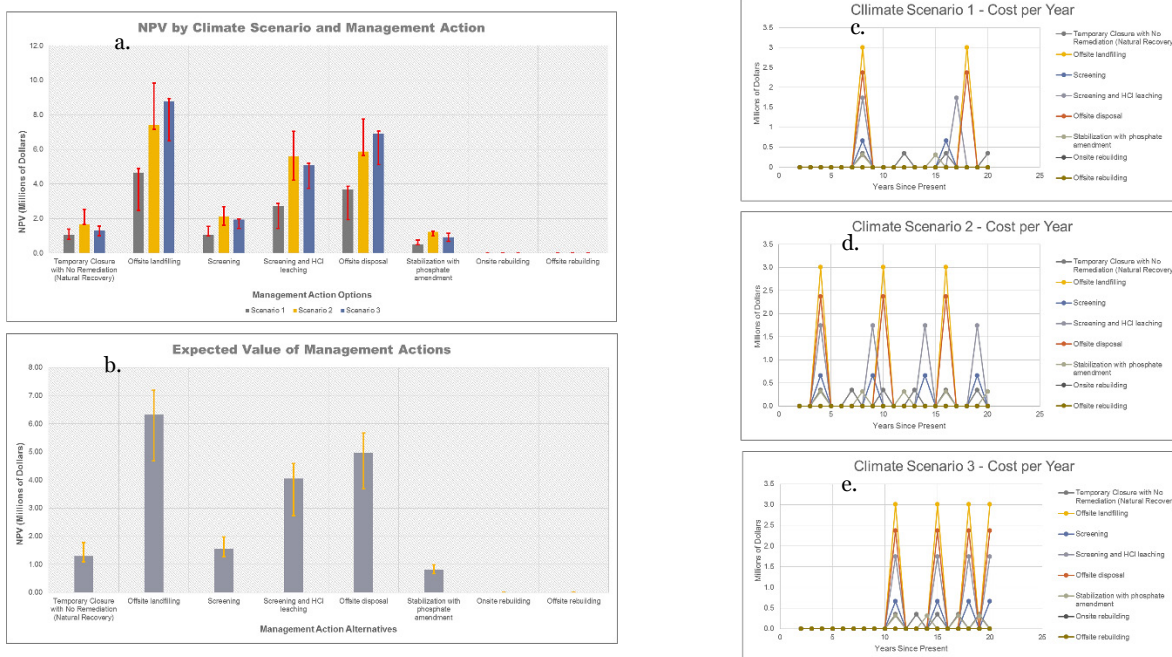 NPV by Climate Scenario and Management Action
a.
12.0
10.0
8.0
6.0
4.0
2.0
0.0
NPV (Millions of Dollars)
Temporary Closure
with No Remediation
(Natural Recovery)
Offsite landfilling
Screening
Screening and HCl
leaching
Offsite disposal
Stabilization with
phosphate
amendment
Onsite rebuilding
Offsite rebuilding
Management Action Options
Scenario 1
Scenario 2
Scenario 3
Expected Value of Management Actions
b.
8.00
7.00
6.00
5.00
4.00
3.00
2.00
1.00
0.00
NPV (Millions of Dollars)
Temporary Closure
with No Remediation
(Natural Recovery)
Offsite landfilling
Screening
Screening and HCl
leaching
Offsite disposal
Stabilization with
phosphate
amendment
Onsite rebuilding
Offsite rebuilding
Management Action Alternatives
Cllimate Scenario 1 - Cost per Year
c.
3.5
3
2.5
2
1.5
1
0.5
0
Millions of Dollars
0
5
10
15
20
25
Years Since Present
Temporary Closure with No
Remediation (Natural Recovery
Offsite landfilling
Screening
Screening and HCl leaching
Offsite disposal
Stabilization with phosphate
amendment
Onsite rebuilding
Offsite rebuilding
Climate Scenario 2 - Cost per Year
d.
3.5
3.0
2.5
2.0
1.5
1.0
0.5
0.0
Millions of Dollars
0
5
10
15
20
25
Years Since Present
Temporary Closure with No
Remediation (Natural Recovery
Offsite landfilling
Screening
Screening and HCl leaching
Offsite disposal
Stabilization with phosphate
amendment
Onsite rebuilding
Offsite rebuilding
Climate Scenario 3 - Cost per Year
e.
3.5
3.0
2.5
2.0
1.5
1.0
0.5
0.0
Millions of Dollars
0
5
10
15
20
25
Years Since Present
Temporary Closure with No
Remediation (Natural Recovery
Offsite landfilling
Screening
Screening and HCl leaching
Offsite disposal
Stabilization with phosphate
amendment
Onsite rebuilding
Offsite rebuilding